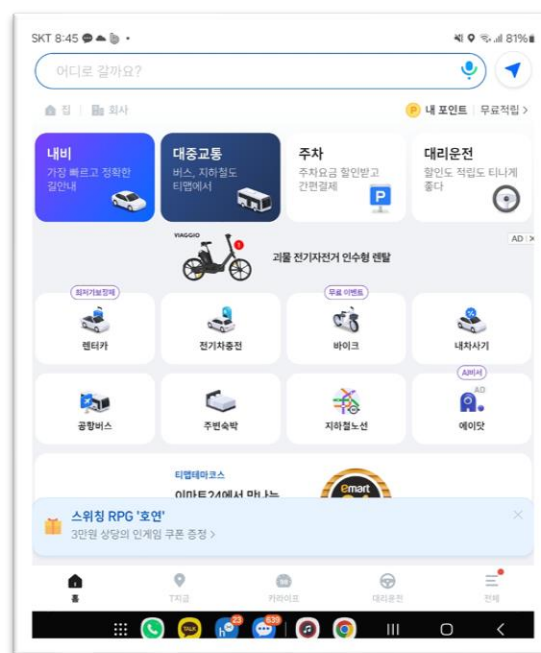 SKT 8:45
81%
어디로 갈까요?
집 회사
P 내 포인트 무료적립 >
내비
가장 빠르고 정확한
길안내
대중교통
버스, 지하철도
티맵에서
주차
주차요금 할인받고
간편결제
P
대리운전
할인도 적립도 티나게
좋다
VIAGGIO
1
괴물 전기자전거 인수형 렌탈
AD X
최저가보장제
렌터카
전기차충전
무료 이벤트
바이크
내차사기
공항버스
주변숙박
지하철노선
AI비서
AD
에이닷
티맵테마코스
이마트24에서 만나는
emart
스위칭 RPG '호연'
3만원 상당의 인게임 쿠폰 증정 >
홈
T지금
카라이프
대리운전
전체
TALK
23
639